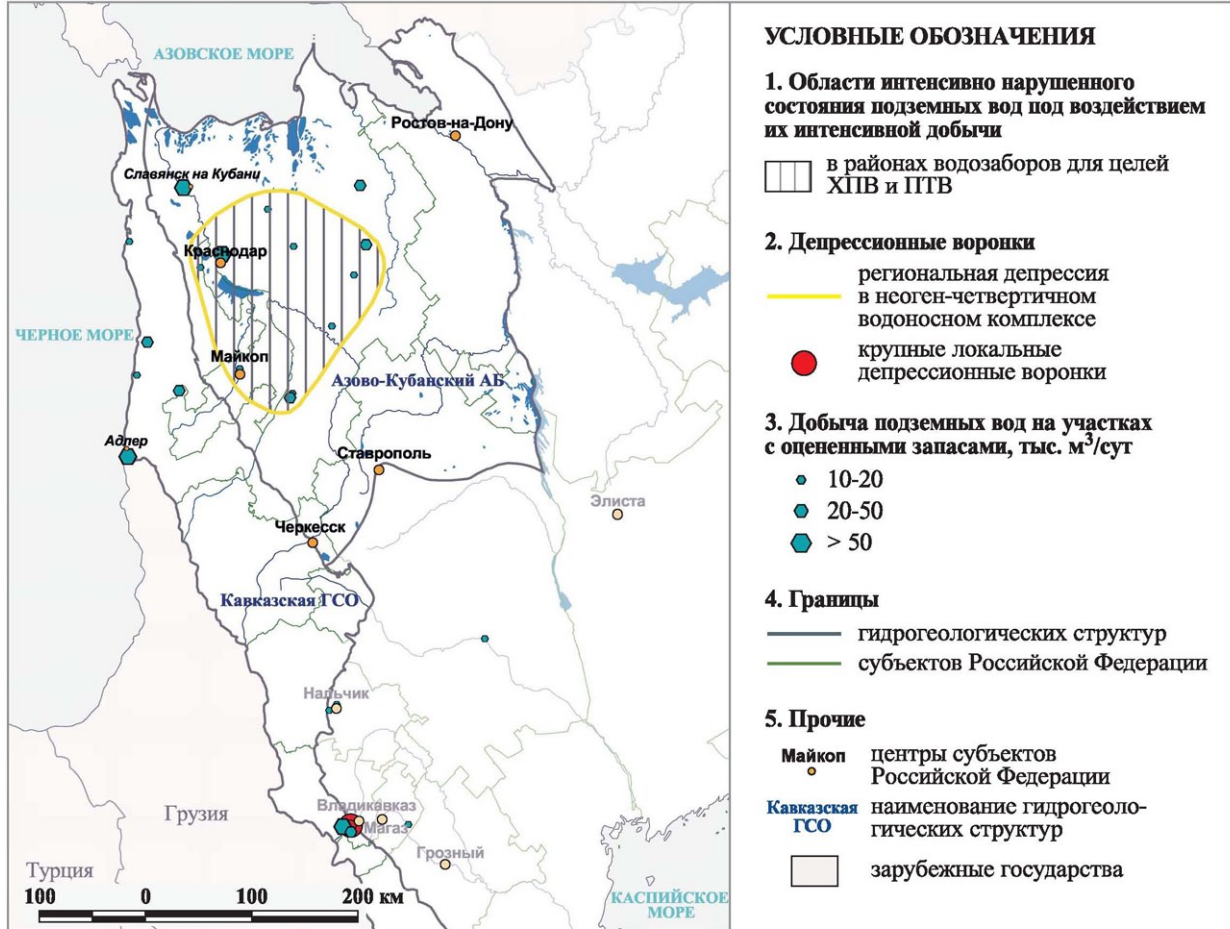 АЗОВСКОЕ МОРЕ
Ростов-на-Дону
Славянск на Кубани
Краснодар
ЧЕРНОЕ МОРЕ
Майкоп
Азово-Кубанский АБ
Адлер
Ставрополь
Элиста
Черкесск
Кавказская ГСО
Нальчик
Грузия
Владикавказ
Магаз
Грозный
Турция
КАСПИЙСКОЕ
МОРЕ
100 0 100 200 км
УСЛОВНЫЕ ОБОЗНАЧЕНИЯ
1. Области интенсивно нарушенного
состояния подземных вод под воздействием
их интенсивной добычи
в районах водозаборов для целей
ХПВ и ПТВ
2. Депрессионные воронки
региональная депрессия
в неоген-четвертичном
водоносном комплексе
крупные локальные
депрессионные воронки
3. Добыча подземных вод на участках
с оцененными запасами, тыс. м³/сут
10-20
20-50
> 50
4. Границы
гидрогеологических структур
субъектов Российской Федерации
5. Прочие
Майкоп центры субъектов
Российской Федерации
Кавказская наименование гидрогеоло-
ГСО гических структур
зарубежные государства